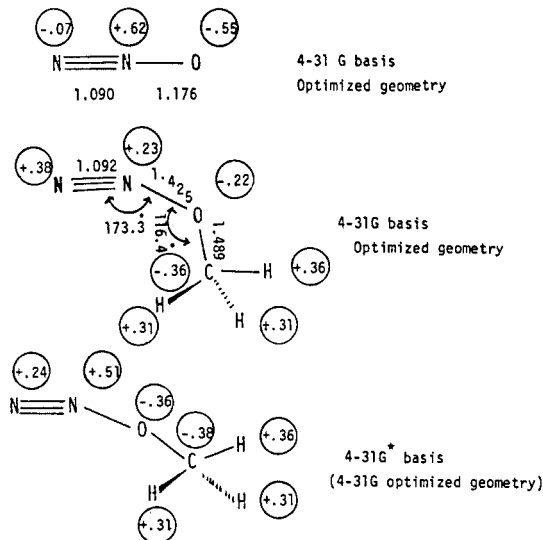 -.07 +.62 -.55
N≡N—O
1.090 1.176
4-31 G basis
Optimized geometry
+.23
+.38 1.092 1.425 -.22
N≡N O
173.3° 116.4° 1.489
4-31G basis
Optimized geometry
-.36 C H +.36
H H
+.31 +.31
+.24 +.51
N≡N -.36
O -.38
C H +.36
4-31G* basis
(4-31G optimized geometry)
H H +.31
+.31